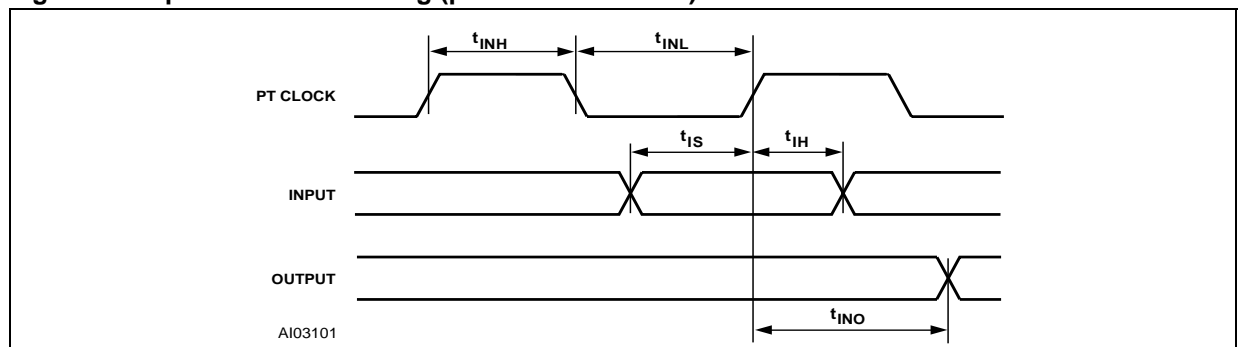 tINH tINL
PT CLOCK
tIS tIH
INPUT
OUTPUT
tINO
AI03101